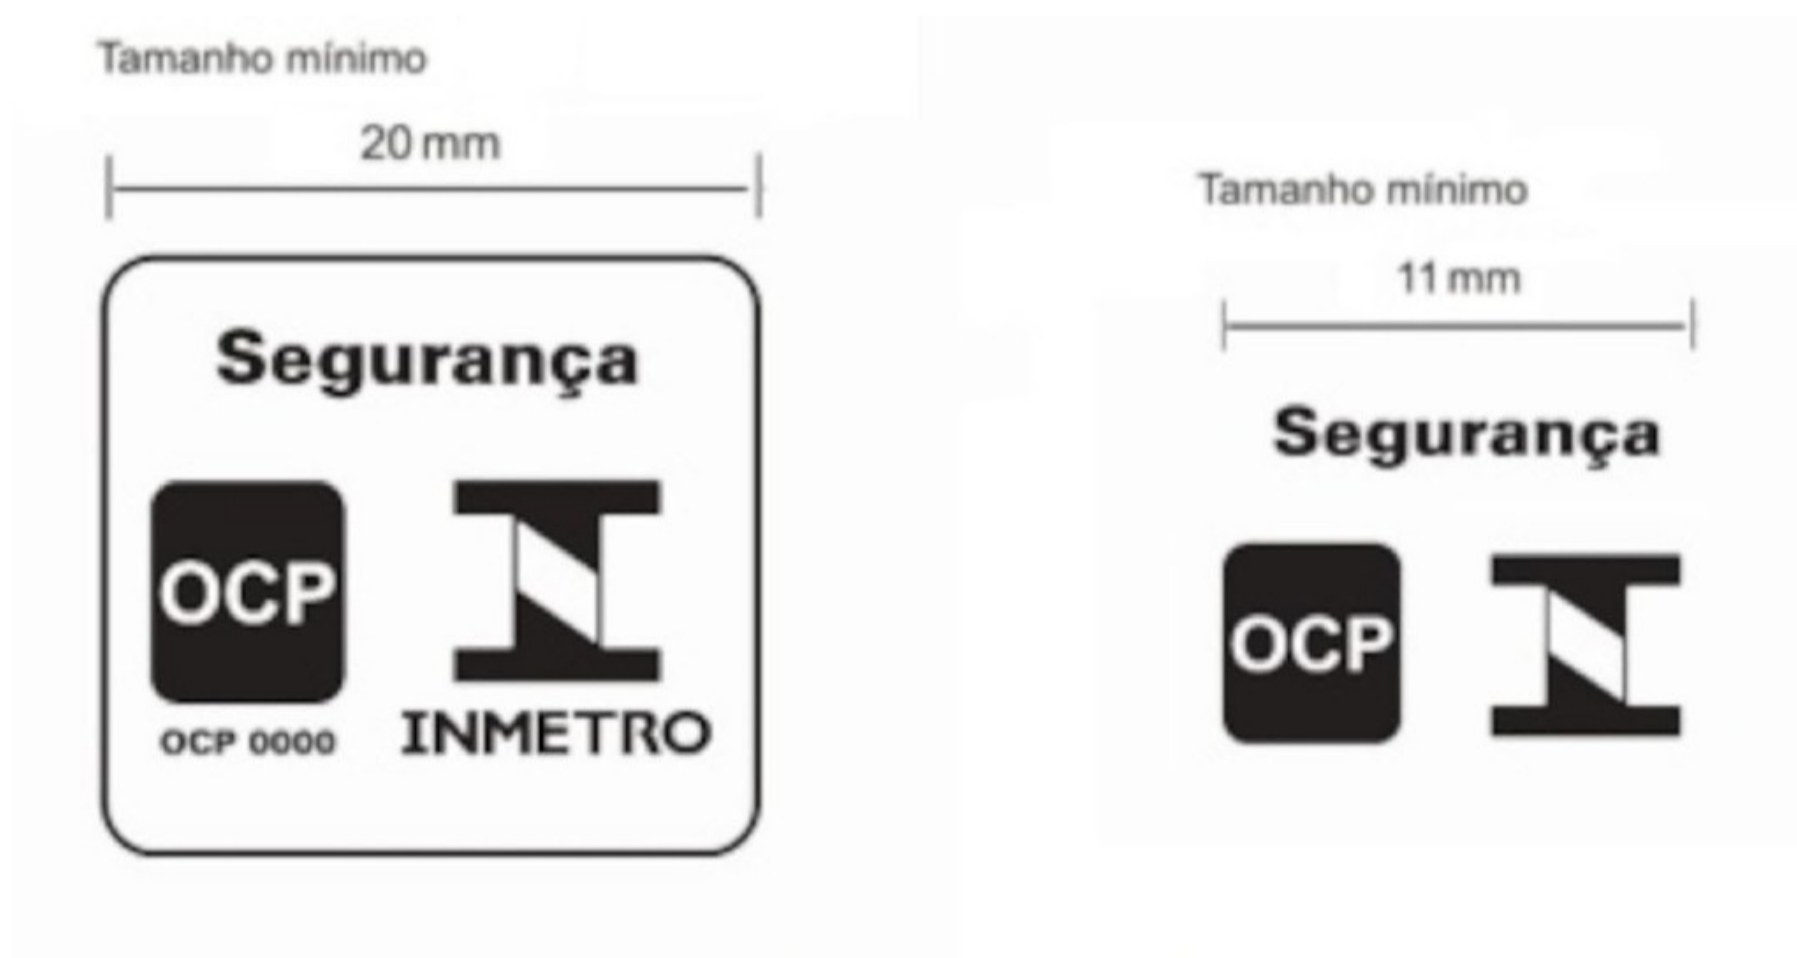 Tamanho mínimo
20 mm
Segurança
OCP
OCP 0000
INMETRO
Tamanho mínimo
11 mm
Segurança
OCP